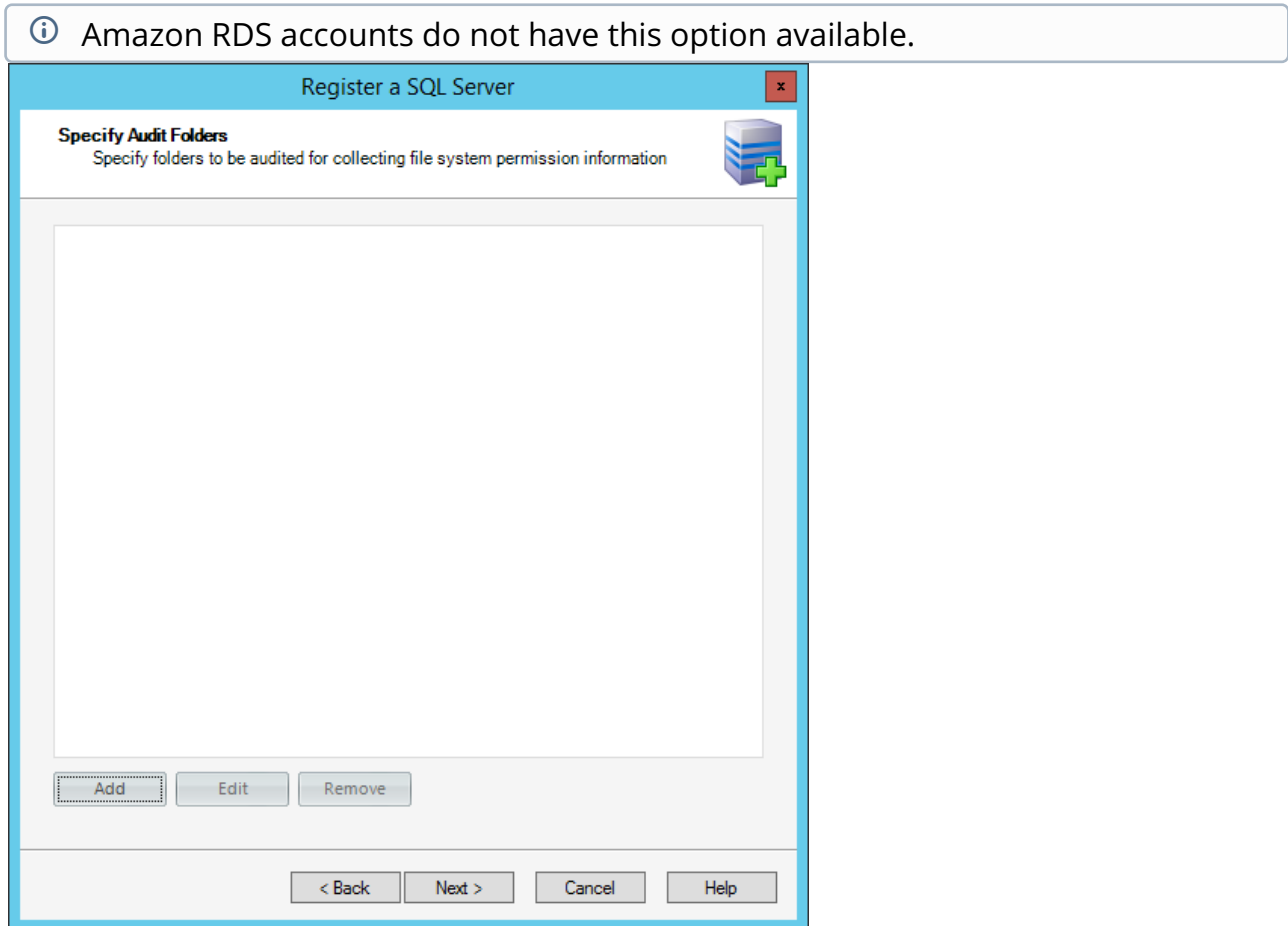 Amazon RDS accounts do not have this option available.
Register a SQL Server
x
Specify Audit Folders
Specify folders to be audited for collecting file system permission information
Add Edit Remove
< Back Next > Cancel Help